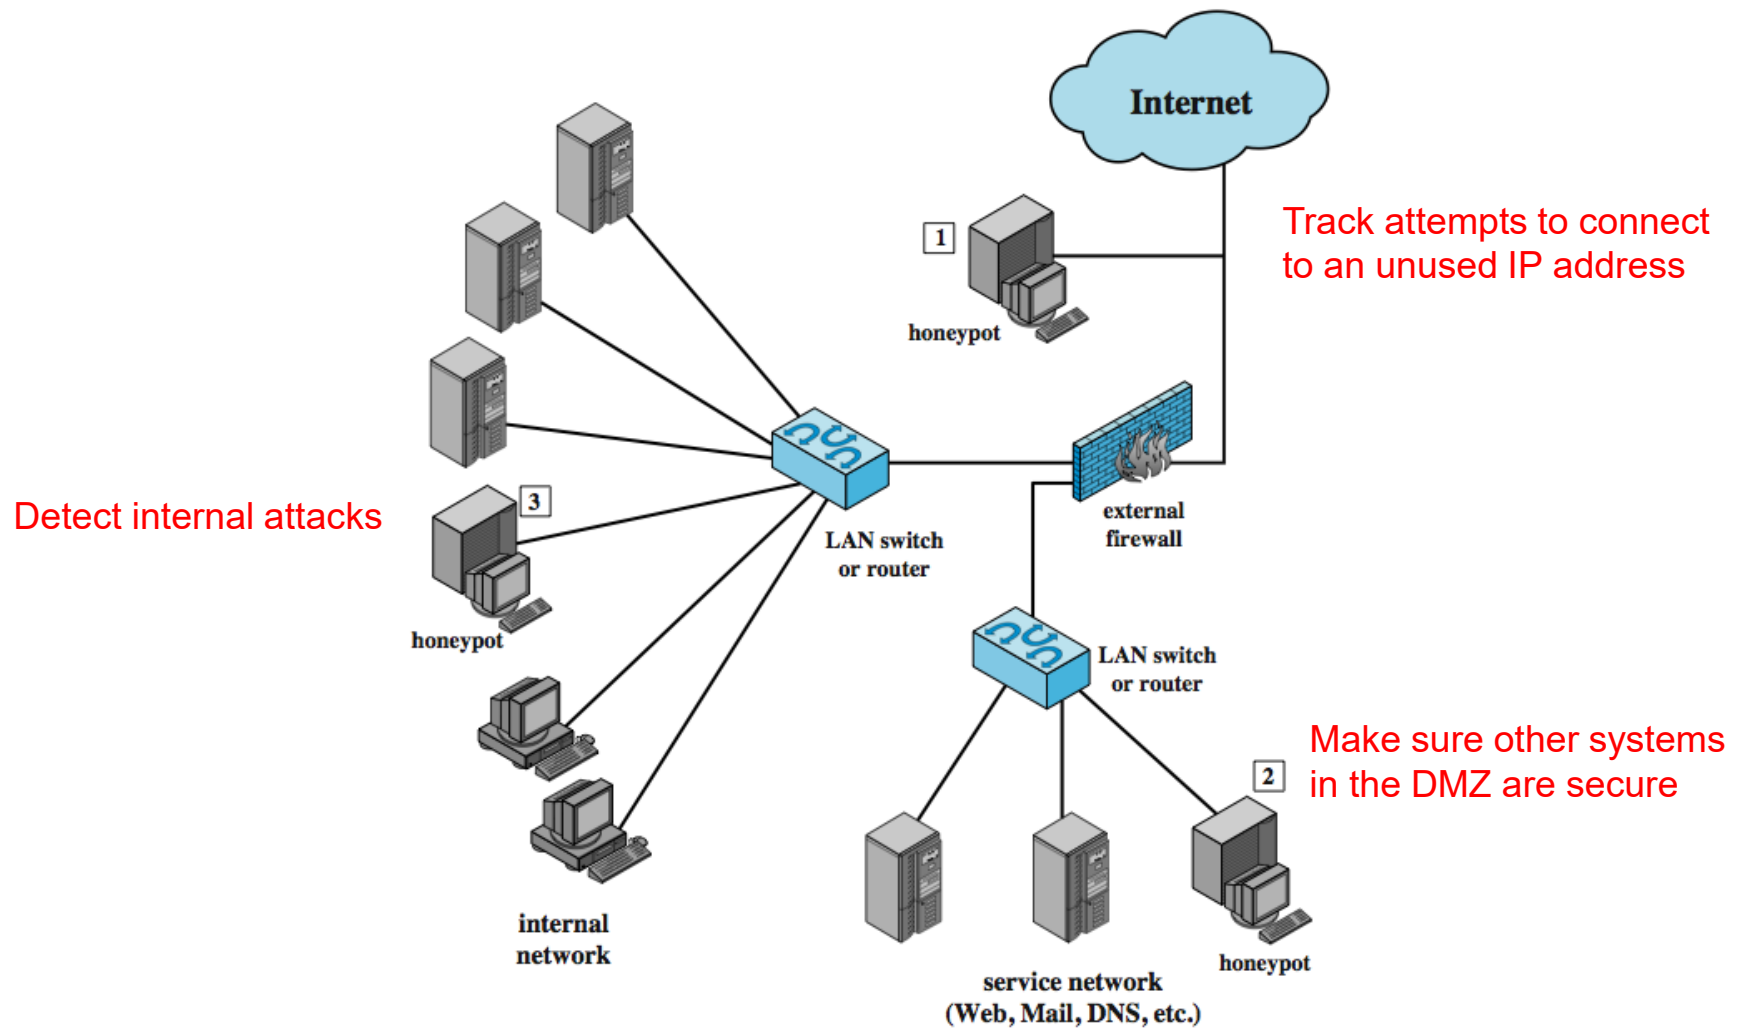 Internet
Track attempts to connect
to an unused IP address
1
honeypot
external
firewall
LAN switch
or router
Detect internal attacks
3
honeypot
LAN switch
or router
Make sure other systems
in the DMZ are secure
2
internal
network
honeypot
service network
(Web, Mail, DNS, etc.)